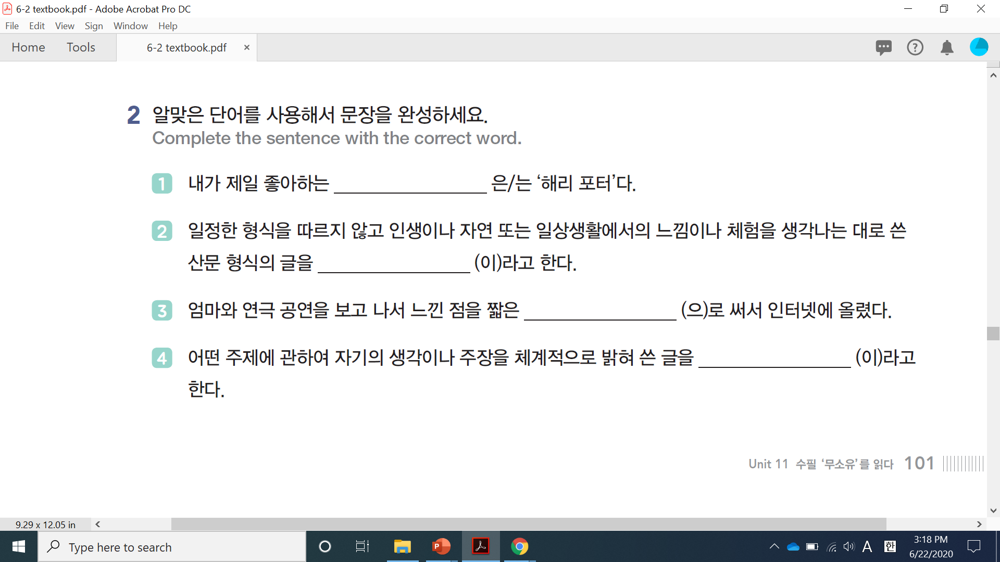 6-2 textbook.pdf - Adobe Acrobat Pro DC
File Edit View Sign Window Help
Home Tools 6-2 textbook.pdf ×
2 알맞은 단어를 사용해서 문장을 완성하세요.
Complete the sentence with the correct word.
1 내가 제일 좋아하는 ________________ 은/는 ‘해리 포터’다.
2 일정한 형식을 따르지 않고 인생이나 자연 또는 일상생활에서의 느낌이나 체험을 생각나는 대로 쓴
산문 형식의 글을 ________________ (이)라고 한다.
3 엄마와 연극 공연을 보고 나서 느낀 점을 짧은 ________________ (으)로 써서 인터넷에 올렸다.
4 어떤 주제에 관하여 자기의 생각이나 주장을 체계적으로 밝혀 쓴 글을 ________________ (이)라고
한다.
Unit 11 수필 ‘무소유’를 읽다 101
9.29 x 12.05 in
Type here to search
P
A 한 3:18 PM
6/22/2020